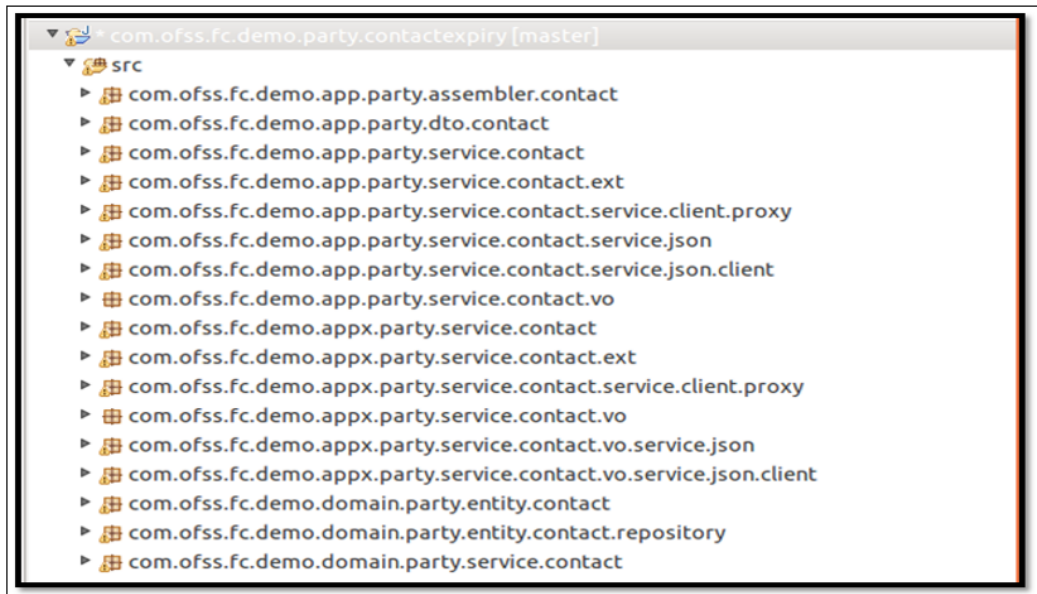 * com.ofss.fc.demo.party.contactexpiry [master]
src
com.ofss.fc.demo.app.party.assembler.contact
com.ofss.fc.demo.app.party.dto.contact
com.ofss.fc.demo.app.party.service.contact
com.ofss.fc.demo.app.party.service.contact.ext
com.ofss.fc.demo.app.party.service.contact.service.client.proxy
com.ofss.fc.demo.app.party.service.contact.service.json
com.ofss.fc.demo.app.party.service.contact.service.json.client
com.ofss.fc.demo.app.party.service.contact.vo
com.ofss.fc.demo.appx.party.service.contact
com.ofss.fc.demo.appx.party.service.contact.ext
com.ofss.fc.demo.appx.party.service.contact.service.client.proxy
com.ofss.fc.demo.appx.party.service.contact.vo
com.ofss.fc.demo.appx.party.service.contact.vo.service.json
com.ofss.fc.demo.appx.party.service.contact.vo.service.json.client
com.ofss.fc.demo.domain.party.entity.contact
com.ofss.fc.demo.domain.party.entity.contact.repository
com.ofss.fc.demo.domain.party.service.contact